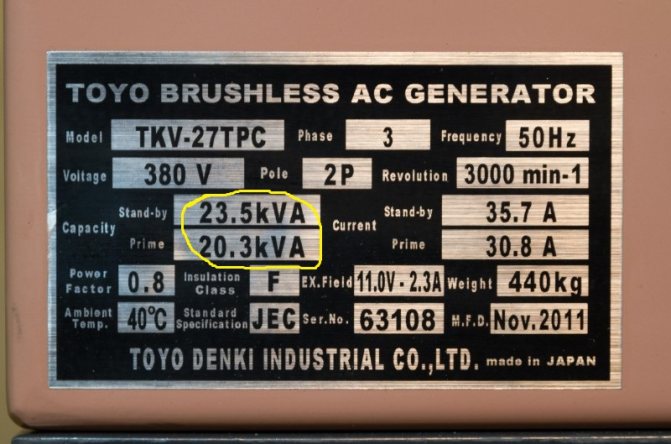 TOYO BRUSHLESS AC GENERATOR
Model TKV-27TPC Phase 3 Frequency 50Hz
Voltage 380 V Pole 2P Revolution 3000 min-1
Capacity Stand-by 23.5kVA Current Stand-by 35.7 A
Prime 20.3kVA Prime 30.8 A
Power Factor 0.8 Insulation Class F EX.Field 11.0V - 2.3A Weight 440kg
Ambient Temp. 40℃ Standard Specification JEC Ser.No. 63108 M.F.D. Nov.2011
TOYO DENKI INDUSTRIAL CO.,LTD. made in JAPAN